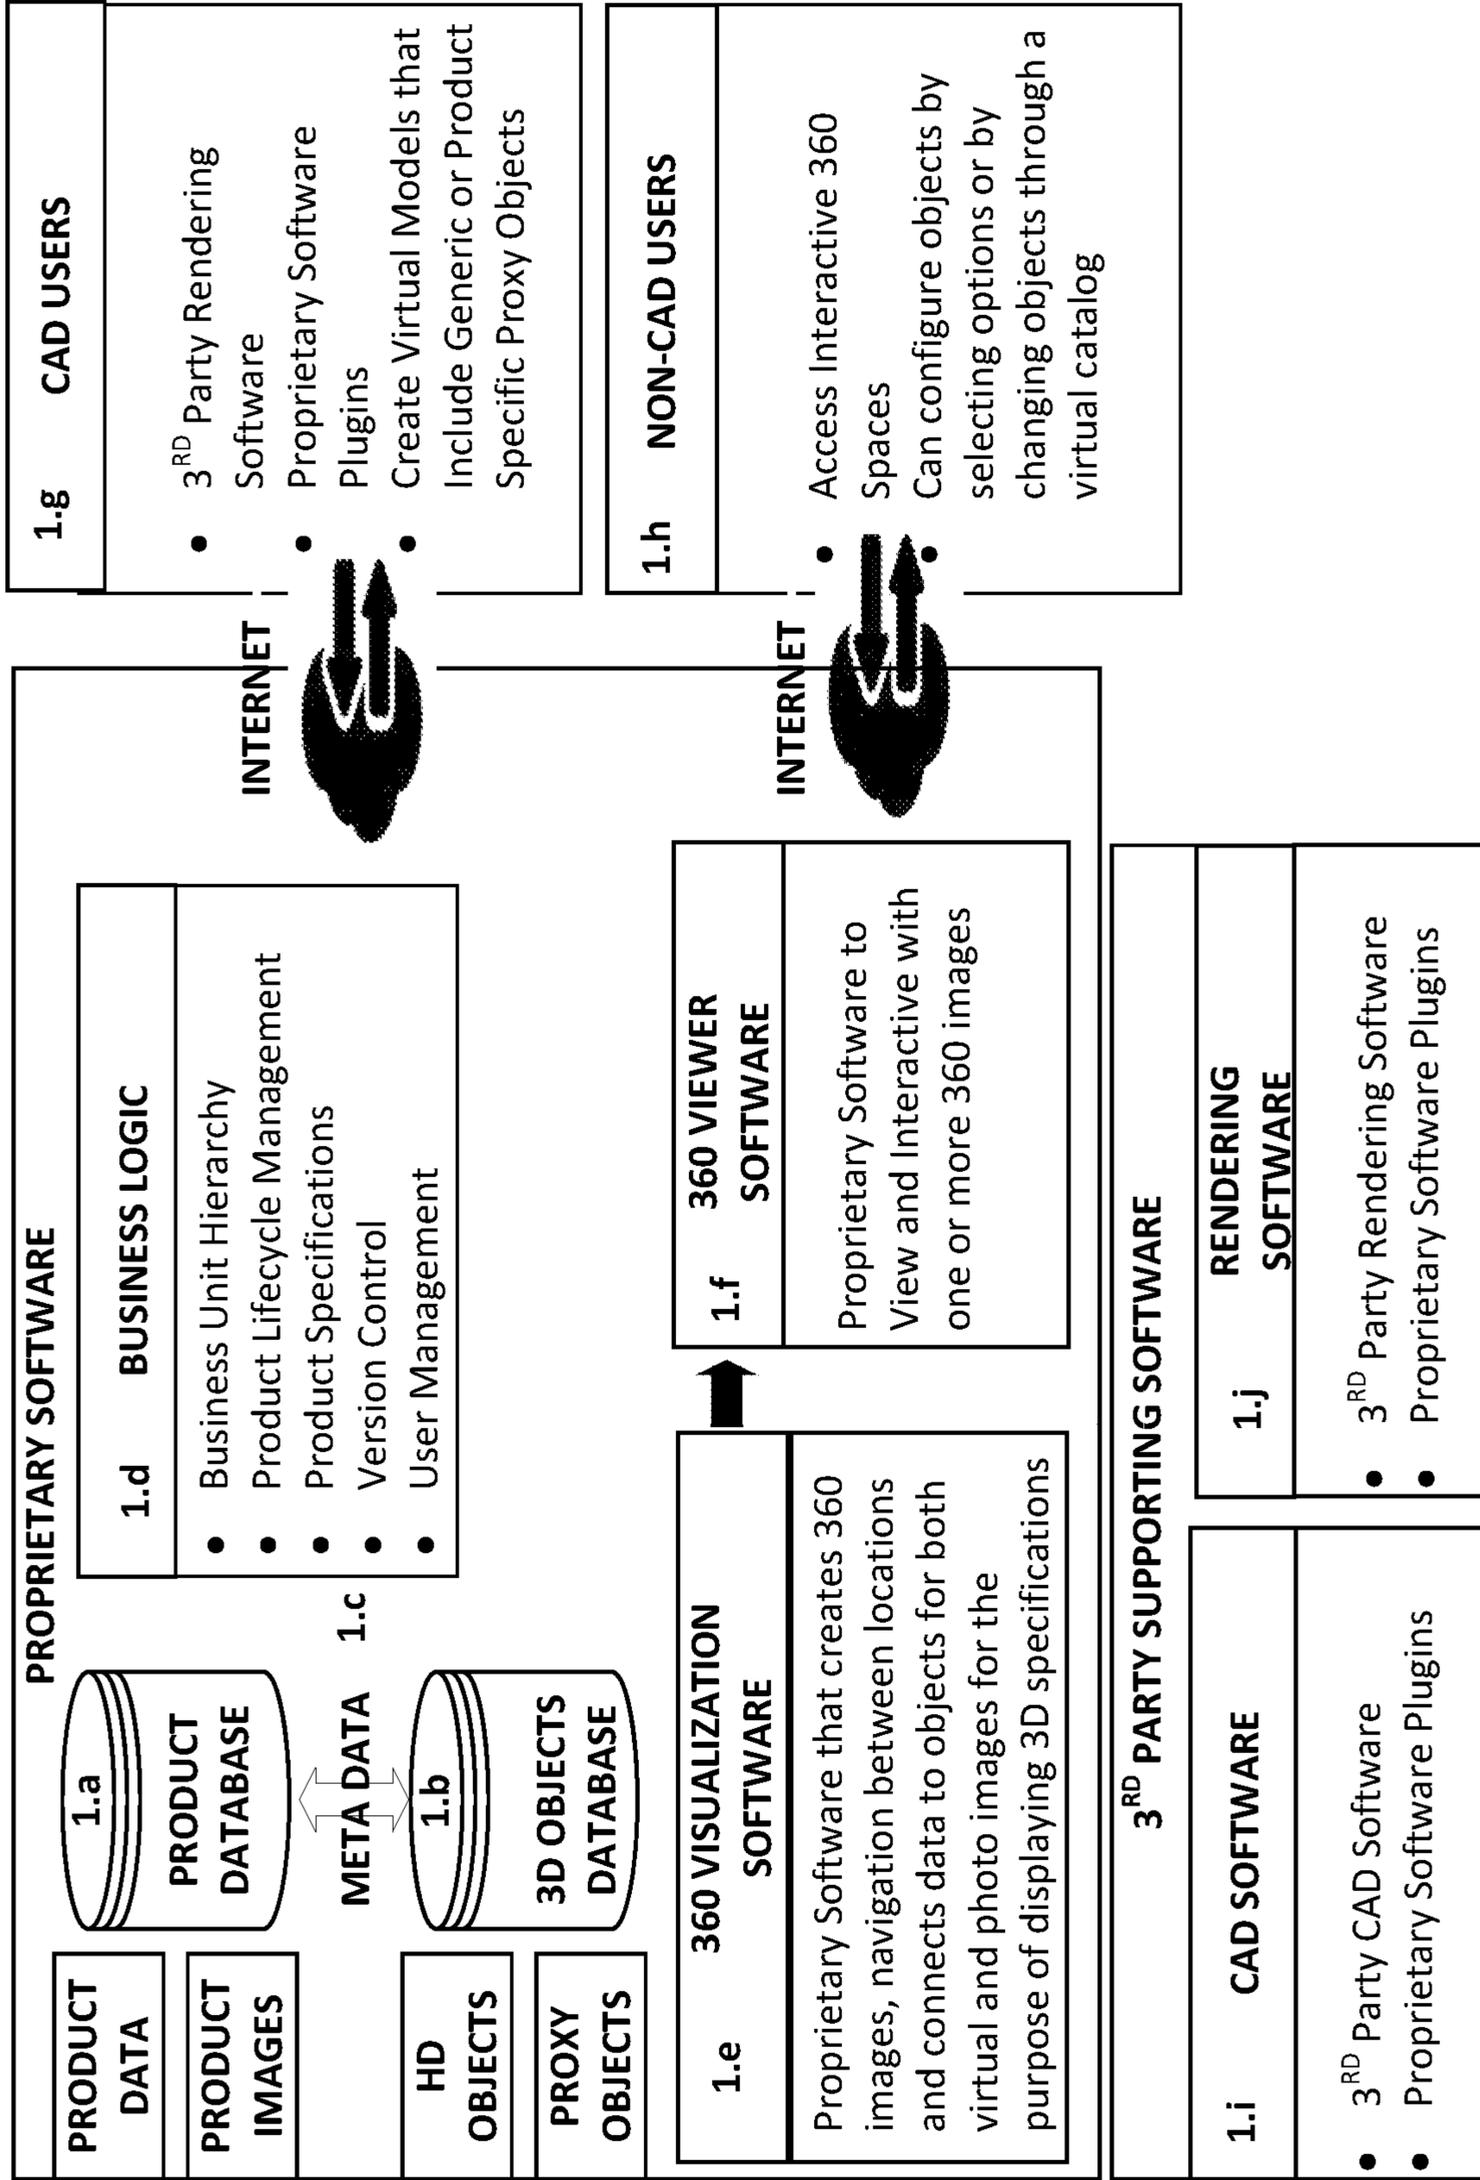 PROPRIETARY SOFTWARE
PRODUCT
DATA
PRODUCT
IMAGES
1.a
PRODUCT
DATABASE
META DATA
1.c
HD
OBJECTS
PROXY
OBJECTS
1.b
3D OBJECTS
DATABASE
1.d BUSINESS LOGIC
• Business Unit Hierarchy
• Product Lifecycle Management
• Product Specifications
• Version Control
• User Management
INTERNET
1.g CAD USERS
• 3RD Party Rendering
Software
• Proprietary Software
Plugins
• Create Virtual Models that
Include Generic or Product
Specific Proxy Objects
1.e 360 VISUALIZATION
SOFTWARE
Proprietary Software that creates 360
images, navigation between locations
and connects data to objects for both
virtual and photo images for the
purpose of displaying 3D specifications
1.f 360 VIEWER
SOFTWARE
Proprietary Software to
View and Interactive with
one or more 360 images
INTERNET
1.h NON-CAD USERS
• Access Interactive 360
Spaces
• Can configure objects by
selecting options or by
changing objects through a
virtual catalog
3RD PARTY SUPPORTING SOFTWARE
1.i CAD SOFTWARE
• 3RD Party CAD Software
• Proprietary Software Plugins
1.j RENDERING
SOFTWARE
• 3RD Party Rendering Software
• Proprietary Software Plugins